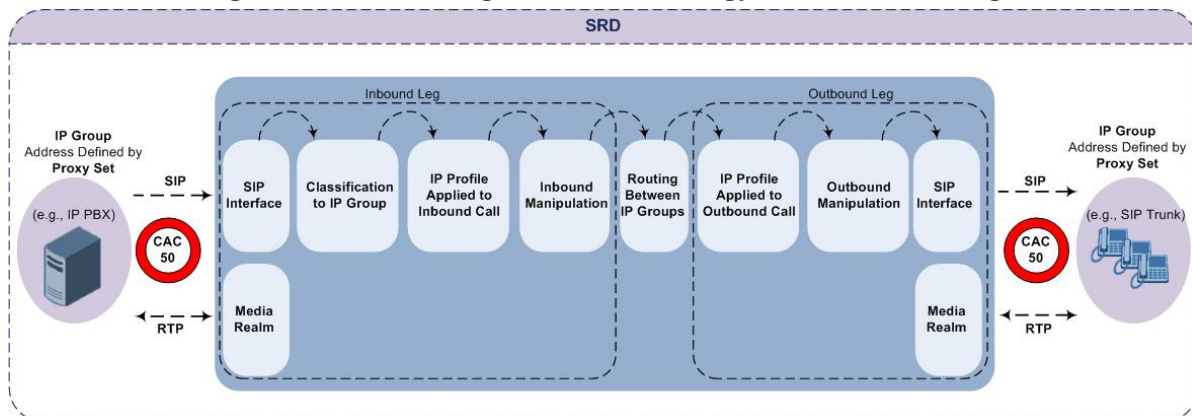 SRD
Inbound Leg
Outbound Leg
IP Group
Address Defined by
Proxy Set
(e.g., IP PBX)
SIP
CAC
50
RTP
SIP
Interface
Classification
to IP Group
IP Profile
Applied to
Inbound Call
Inbound
Manipulation
Routing
Between
IP Groups
IP Profile
Applied to
Outbound Call
Outbound
Manipulation
SIP
Interface
Media
Realm
Media
Realm
SIP
CAC
50
RTP
IP Group
Address Defined by
Proxy Set
(e.g., SIP Trunk)